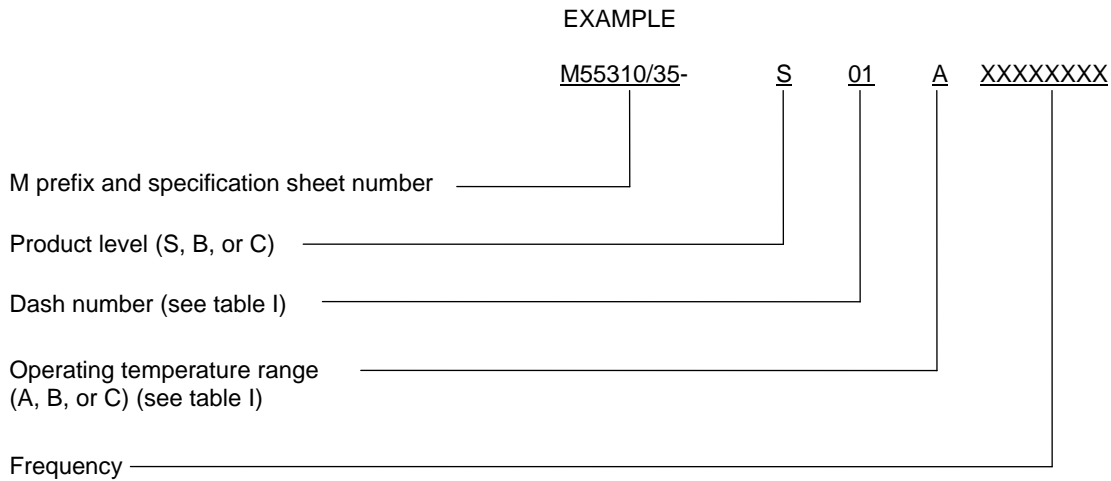 EXAMPLE
M55310/35- S 01 A XXXXXXXX
M prefix and specification sheet number
Product level (S, B, or C)
Dash number (see table I)
Operating temperature range
(A, B, or C) (see table I)
Frequency